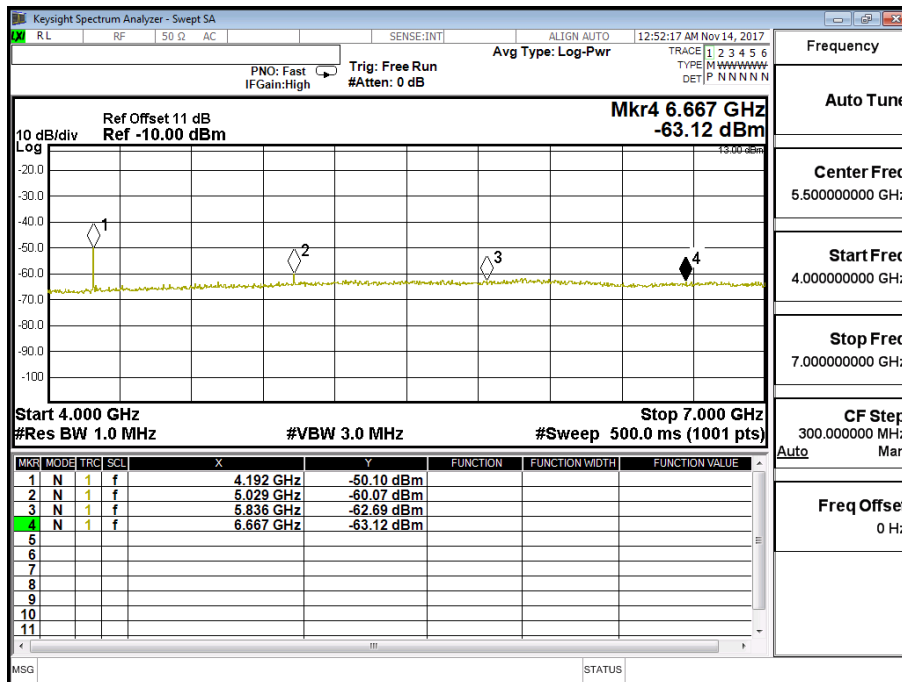 Keysight Spectrum Analyzer - Swept SA
LXI RL RF 50 Ω AC SENSE:INT ALIGN AUTO 12:52:17 AM Nov 14, 2017
Avg Type: Log-Pwr TRACE 1 2 3 4 5 6
PNO: Fast Trig: Free Run TYPE M WWWWW
IFGain:High #Atten: 0 dB DET P N N N N N
Frequency
Auto Tune
Center Freq
5.500000000 GHz
Start Freq
4.000000000 GHz
Stop Freq
7.000000000 GHz
CF Step
300.000000 MHz
Auto Man
Freq Offset
0 Hz
Mkr4 6.667 GHz
-63.12 dBm
Ref Offset 11 dB
10 dB/div Ref -10.00 dBm
Log
-13.00 dBm
-20.0
-30.0
-40.0
-50.0
-60.0
-70.0
-80.0
-90.0
-100
1
2
3
4
Start 4.000 GHz Stop 7.000 GHz
#Res BW 1.0 MHz #VBW 3.0 MHz #Sweep 500.0 ms (1001 pts)
MKR MODE TRC SCL X Y FUNCTION FUNCTION WIDTH FUNCTION VALUE
1 N 1 f 4.192 GHz -50.10 dBm
2 N 1 f 5.029 GHz -60.07 dBm
3 N 1 f 5.836 GHz -62.69 dBm
4 N 1 f 6.667 GHz -63.12 dBm
5
6
7
8
9
10
11
MSG STATUS